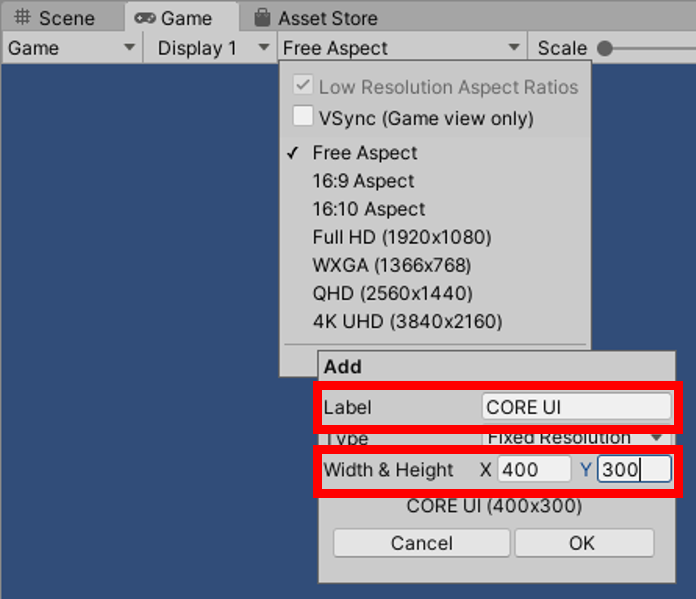 Scene Game Asset Store
Game Display 1 Free Aspect Scale
Low Resolution Aspect Ratios
VSync (Game view only)
Free Aspect
16:9 Aspect
16:10 Aspect
Full HD (1920x1080)
WXGA (1366x768)
QHD (2560x1440)
4K UHD (3840x2160)
Add
Label CORE UI
Type Fixed Resolution
Width & Height X 400 Y 300
CORE UI (400x300)
Cancel OK